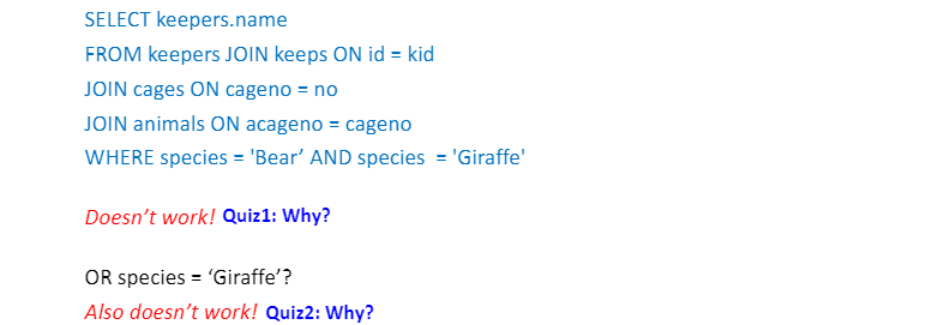 SELECT keepers.name
FROM keepers JOIN keeps ON id = kid
JOIN cages ON cageno = no
JOIN animals ON acageno = cageno
WHERE species = 'Bear’ AND species  = 'Giraffe'
Doesn’t work! Quiz1: Why?
OR species = ‘Giraffe’?
Also doesn’t work! Quiz2: Why?